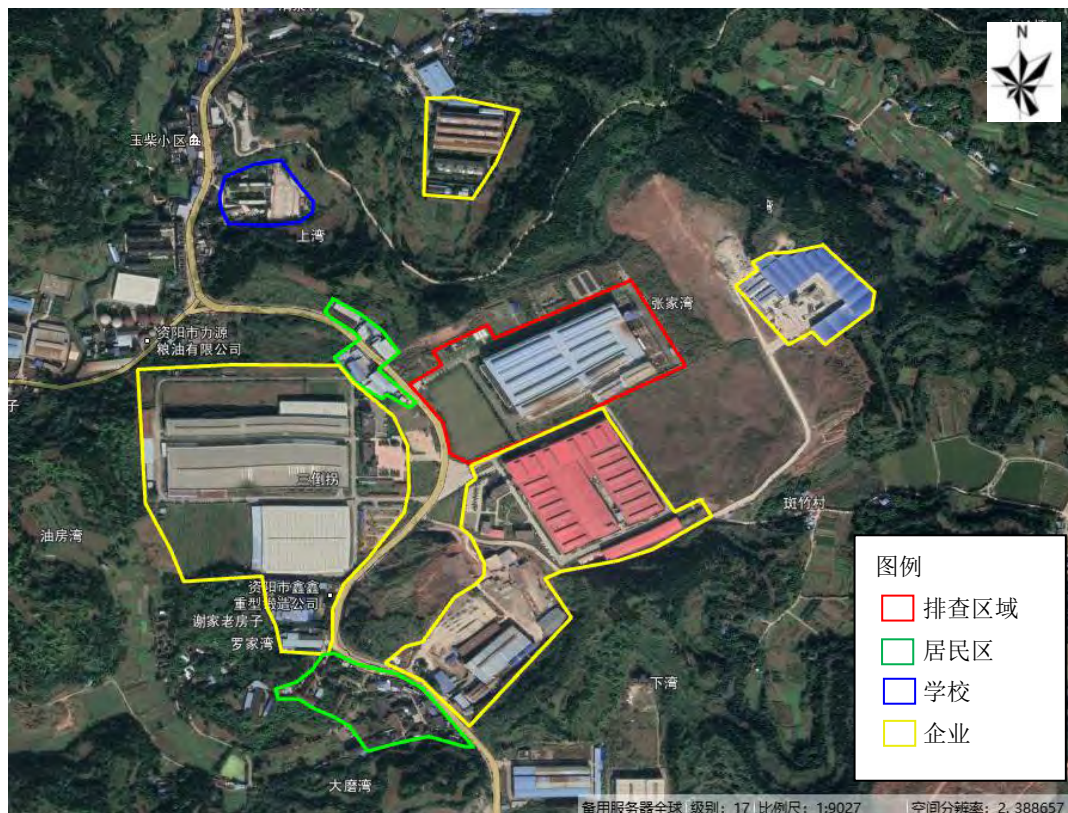 N
玉柴小区
上湾
张家湾
资阳市力源
粮油有限公司
三倒拐
斑竹村
油房湾
资阳市鑫鑫
重型锻造公司
谢家老房子
罗家湾
下湾
大磨湾
图例
排查区域
居民区
学校
企业
备用服务器全球 级别：17 比例尺：1:9027 空间分辨率：2.388657